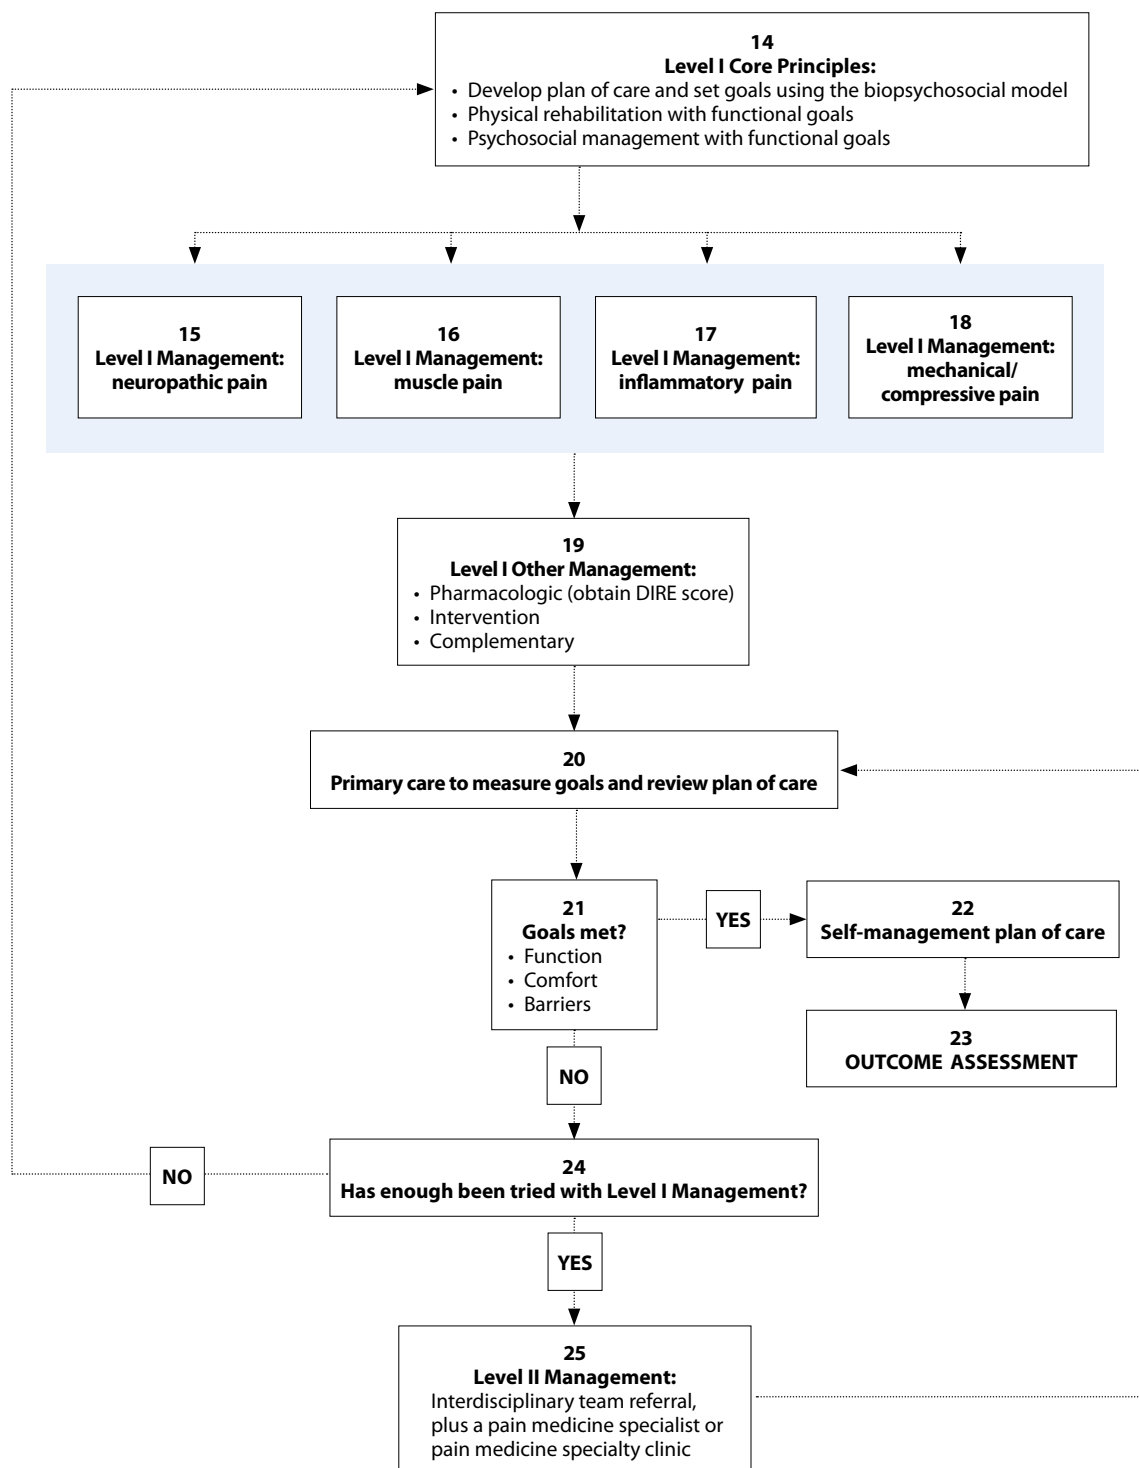 14
Level I Core Principles:
• Develop plan of care and set goals using the biopsychosocial model
• Physical rehabilitation with functional goals
• Psychosocial management with functional goals
15
Level I Management:
neuropathic pain
16
Level I Management:
muscle pain
17
Level I Management:
inflammatory pain
18
Level I Management:
mechanical/
compressive pain
19
Level I Other Management:
• Pharmacologic (obtain DIRE score)
• Intervention
• Complementary
20
Primary care to measure goals and review plan of care
21
Goals met?
• Function
• Comfort
• Barriers
YES
22
Self-management plan of care
23
OUTCOME ASSESSMENT
NO
24
Has enough been tried with Level I Management?
NO
YES
25
Level II Management:
Interdisciplinary team referral,
plus a pain medicine specialist or
pain medicine specialty clinic